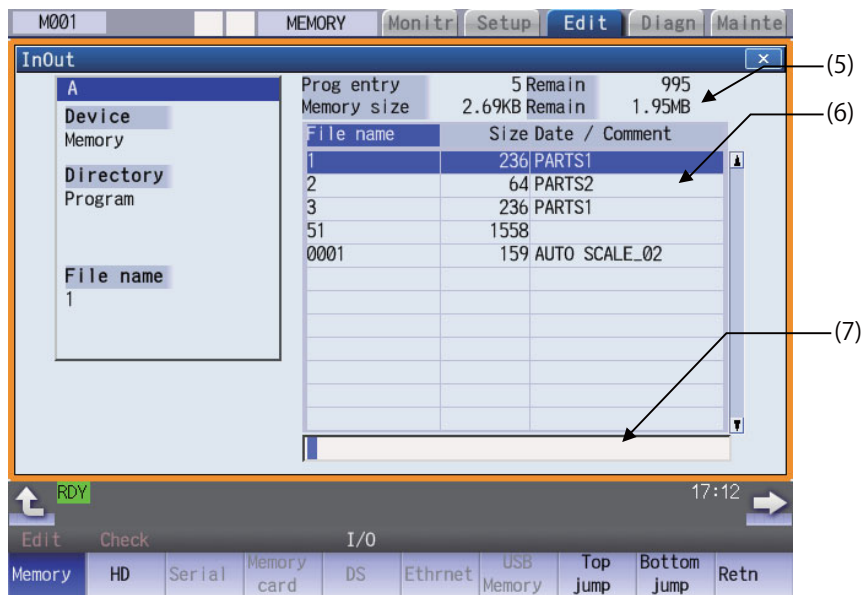 M001 MEMORY Monitr Setup Edit Diagn Mainte
InOut
A
Device
Memory
Directory
Program
File name
1
Prog entry 5 Remain 995
Memory size 2.69KB Remain 1.95MB
File name Size Date / Comment
1 236 PARTS1
2 64 PARTS2
3 236 PARTS1
51 1558
0001 159 AUTO SCALE_02
(5)
(6)
(7)
RDY 17:12
Edit Check I/O
Memory HD Serial Memory card DS Ethrnet USB Memory Top jump Bottom jump Retn